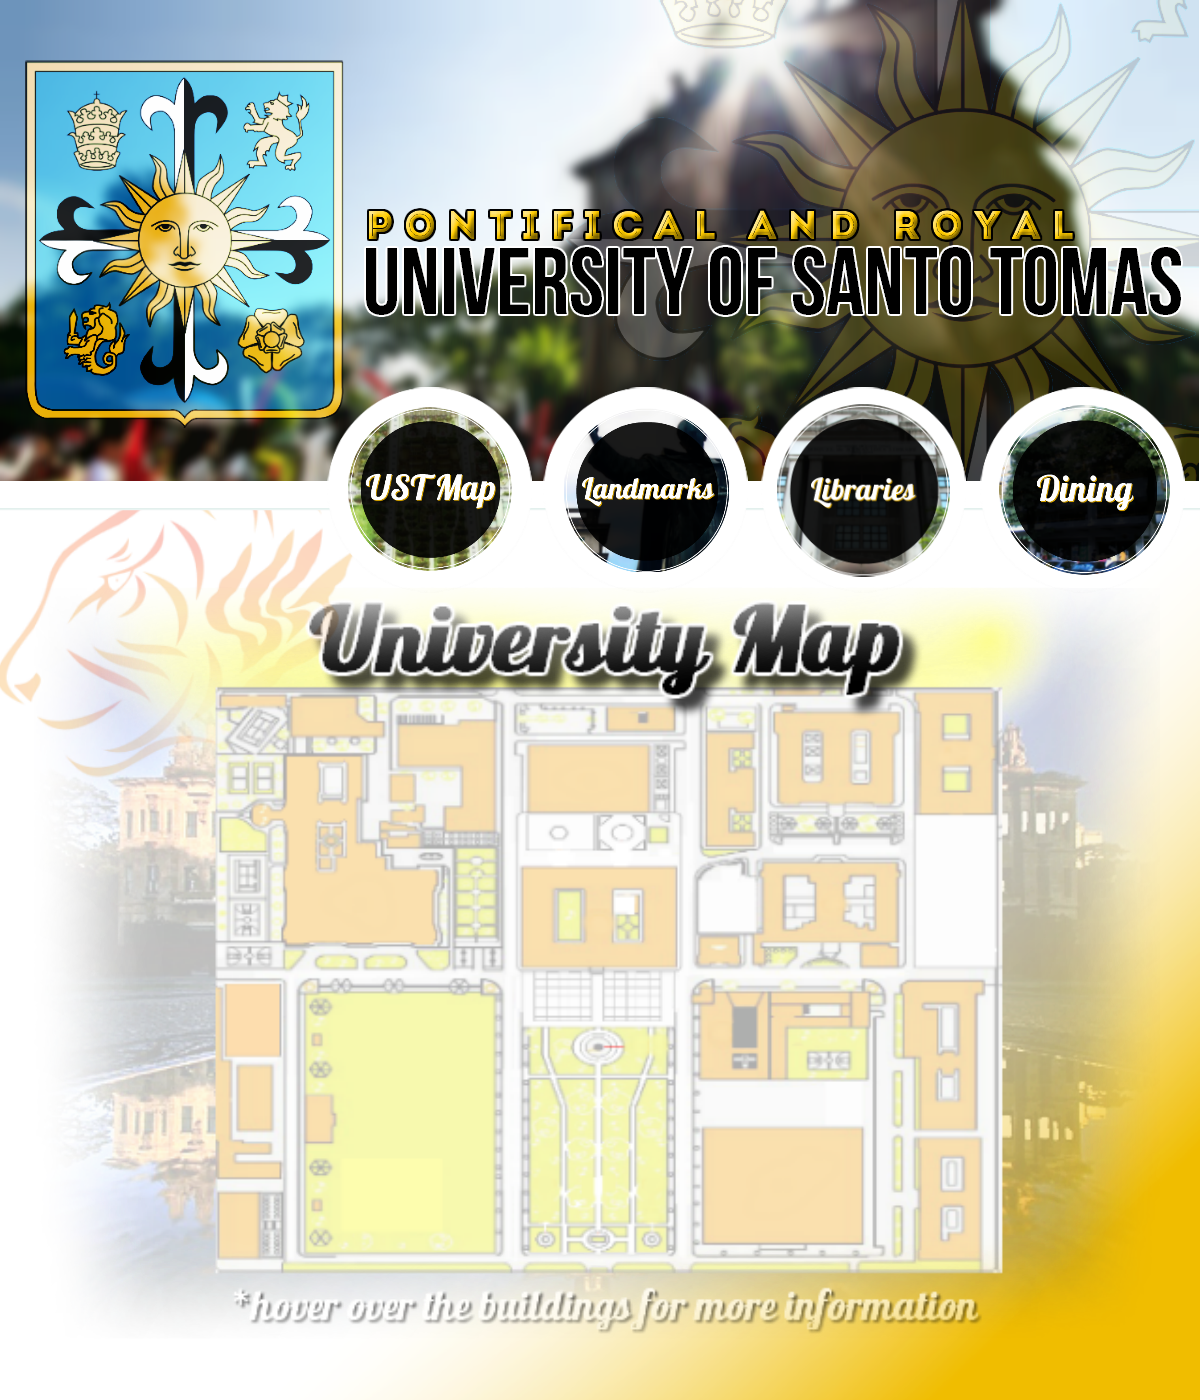 PONTIFICAL AND ROYAL
UNIVERSITY OF SANTO TOMAS
UST Map
Landmarks
Libraries
Dining
University Map
*hover over the buildings for more information